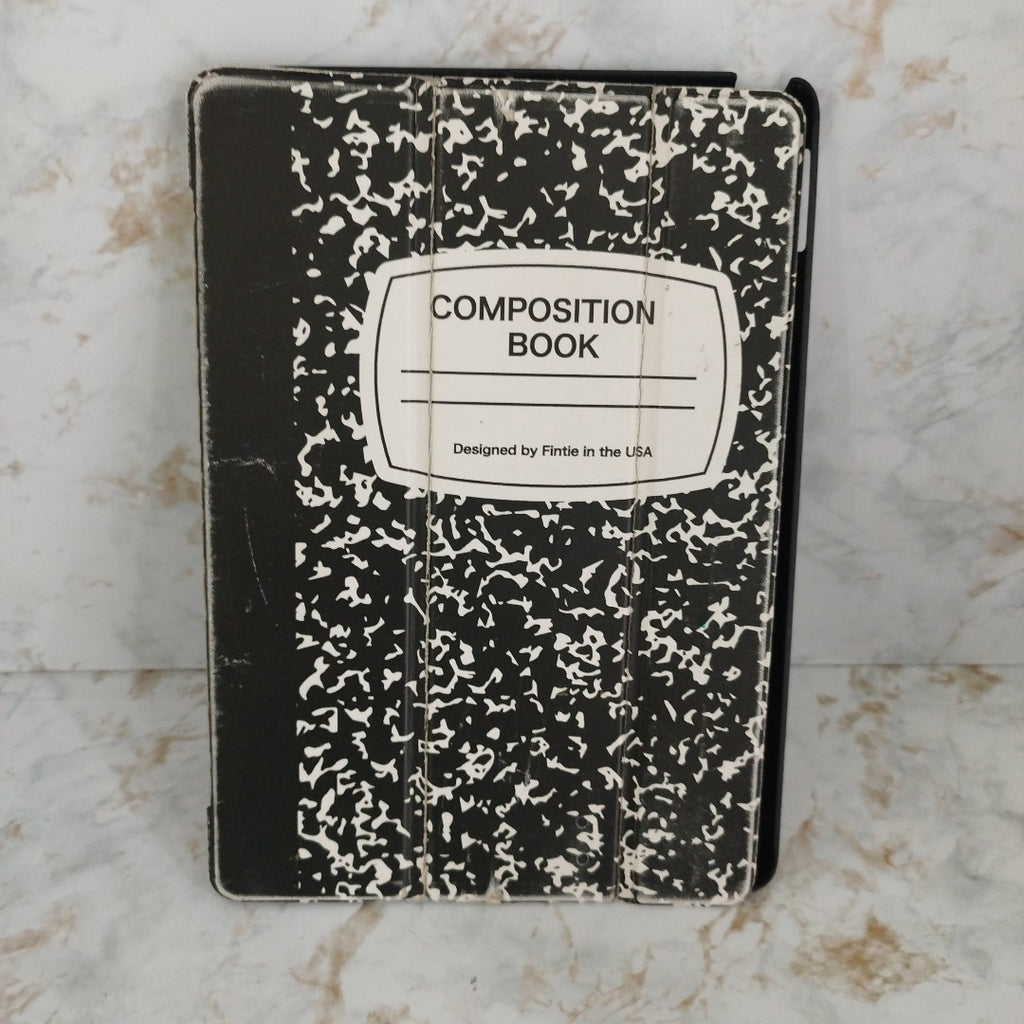 COMPOSITION
BOOK
Designed by Fintie in the USA